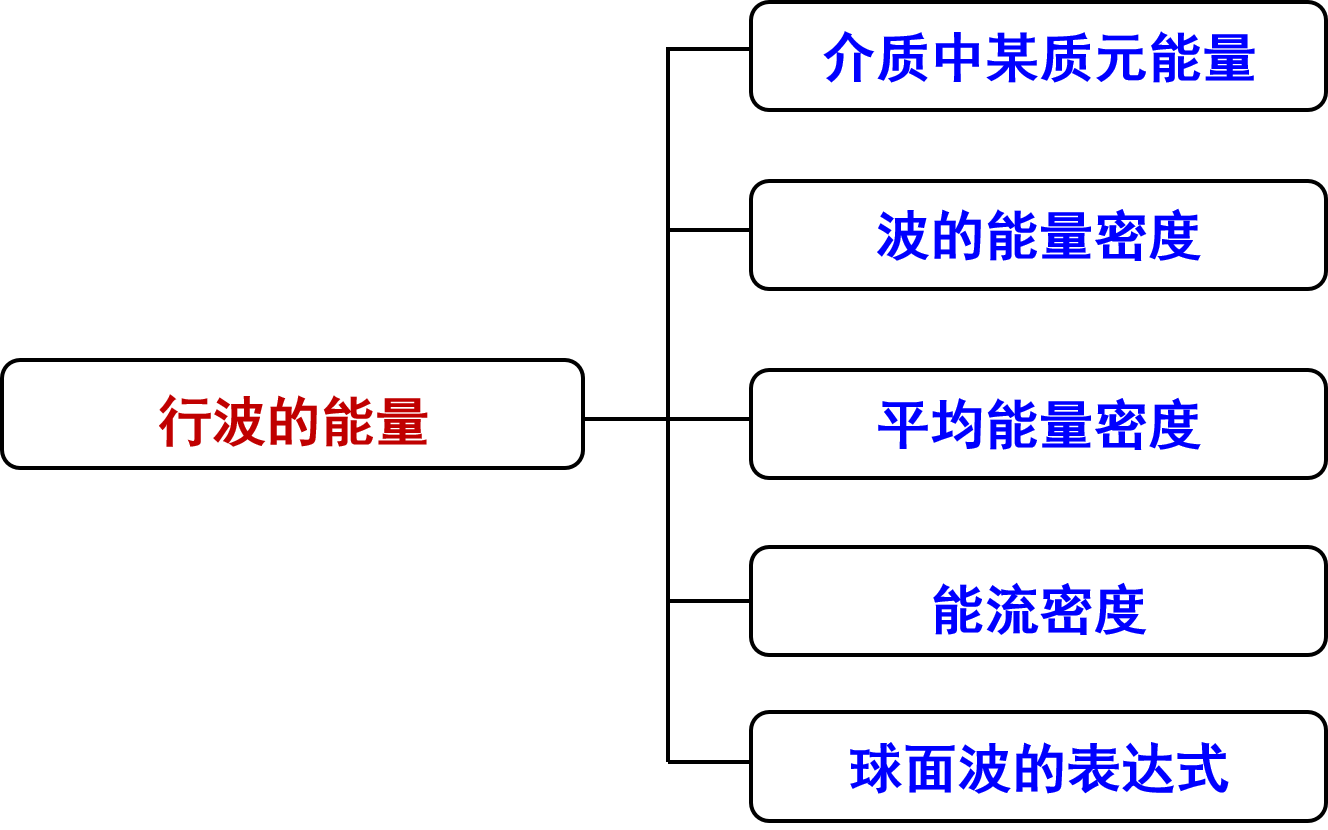 介质中某质元能量
波的能量密度
行波的能量
平均能量密度
能流密度
球面波的表达式